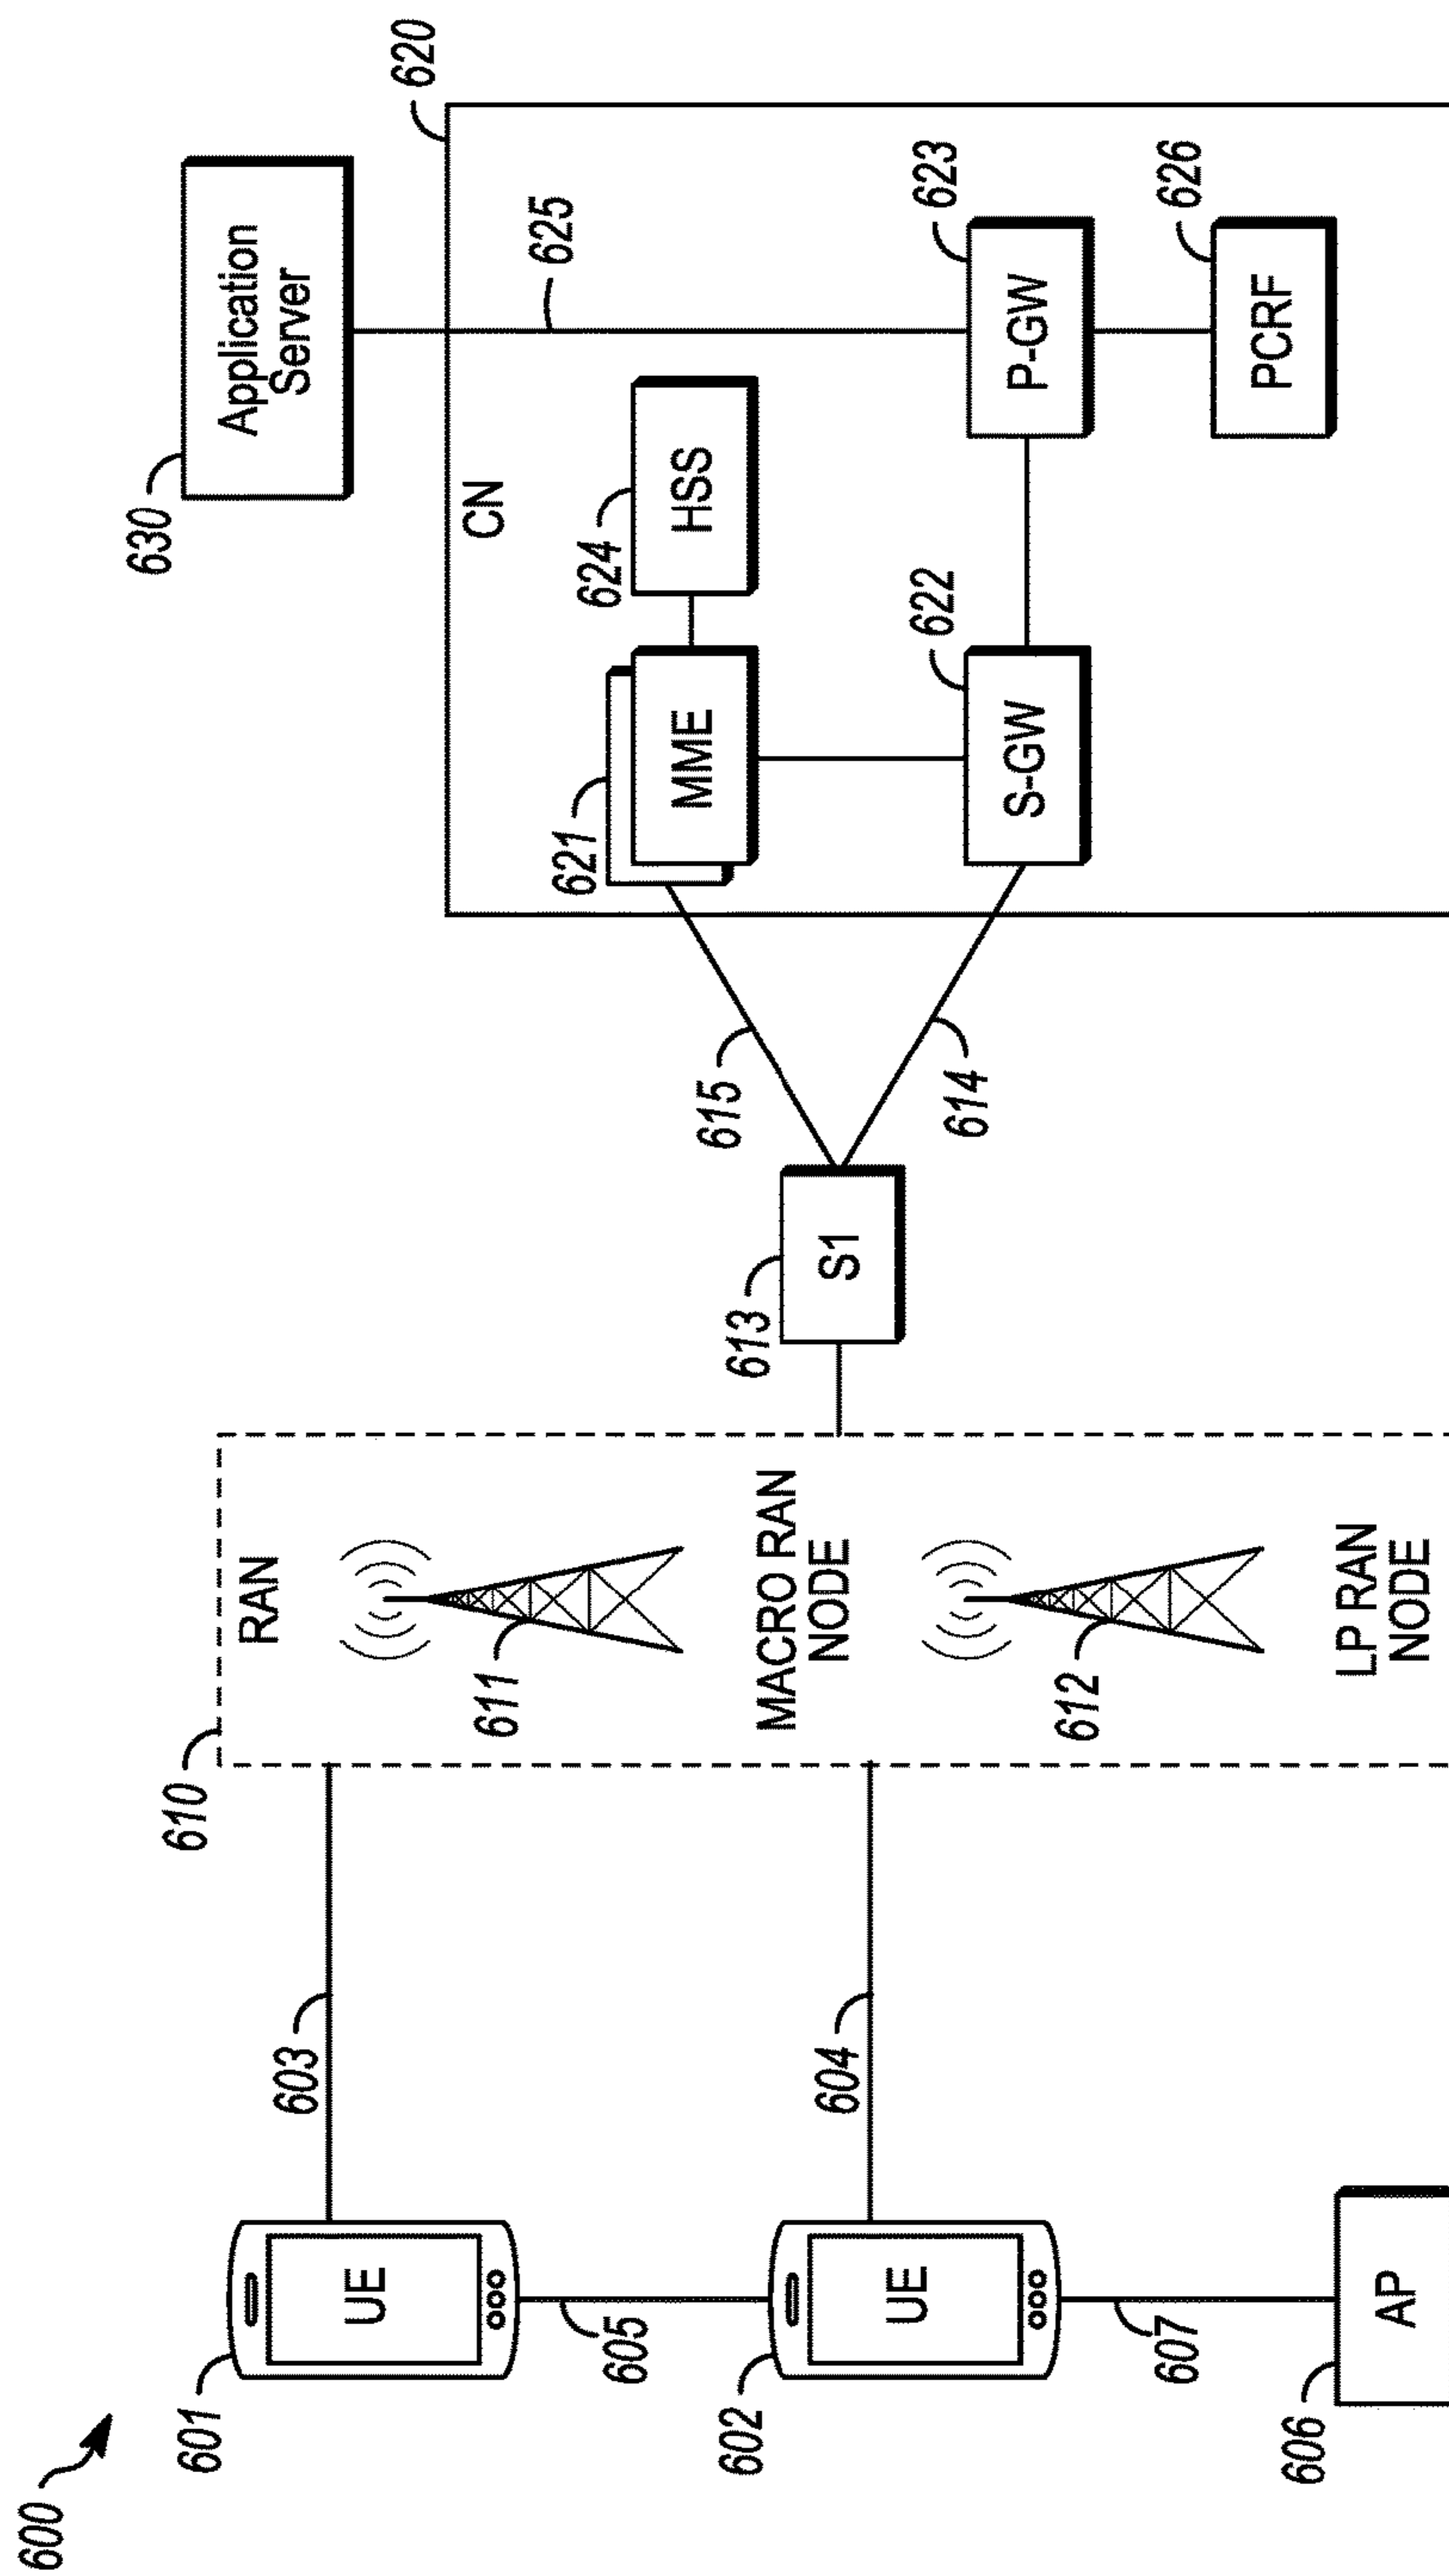 600
601
UE
605
602
UE
607
606
AP
603
604
610
RAN
611
MACRO RAN
NODE
612
LP RAN
NODE
613
S1
615
614
630
Application
Server
620
CN
625
621
MME
624
HSS
622
S-GW
623
P-GW
626
PCRF